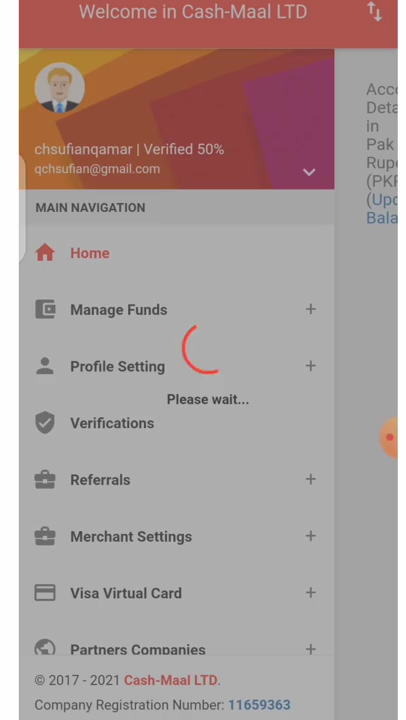 Welcome in Cash-Maal LTD
chsufianqamar | Verified 50%
qchsufian@gmail.com
MAIN NAVIGATION
Home
Manage Funds
Profile Setting
Please wait...
Verifications
Referrals
Merchant Settings
Visa Virtual Card
Partners Companies
© 2017 - 2021 Cash-Maal LTD.
Company Registration Number: 11659363
in
Pak